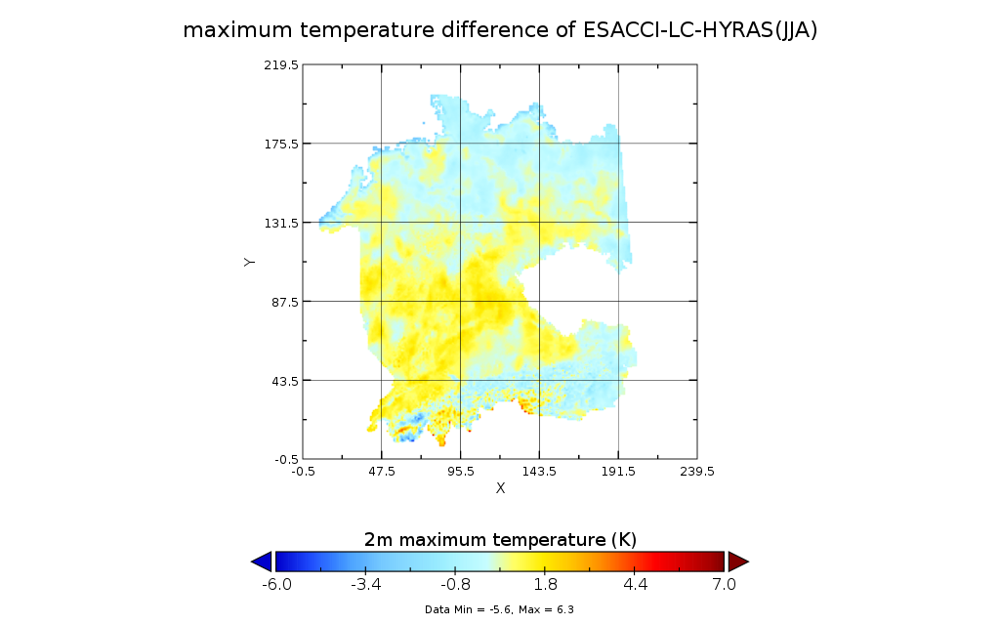 maximum temperature difference of ESACCI-LC-HYRAS(JJA)
219.5
175.5
131.5
Y
87.5
43.5
-0.5
-0.5 47.5 95.5 143.5 191.5 239.5
X
2m maximum temperature (K)
-6.0 -3.4 -0.8 1.8 4.4 7.0
Data Min = -5.6, Max = 6.3